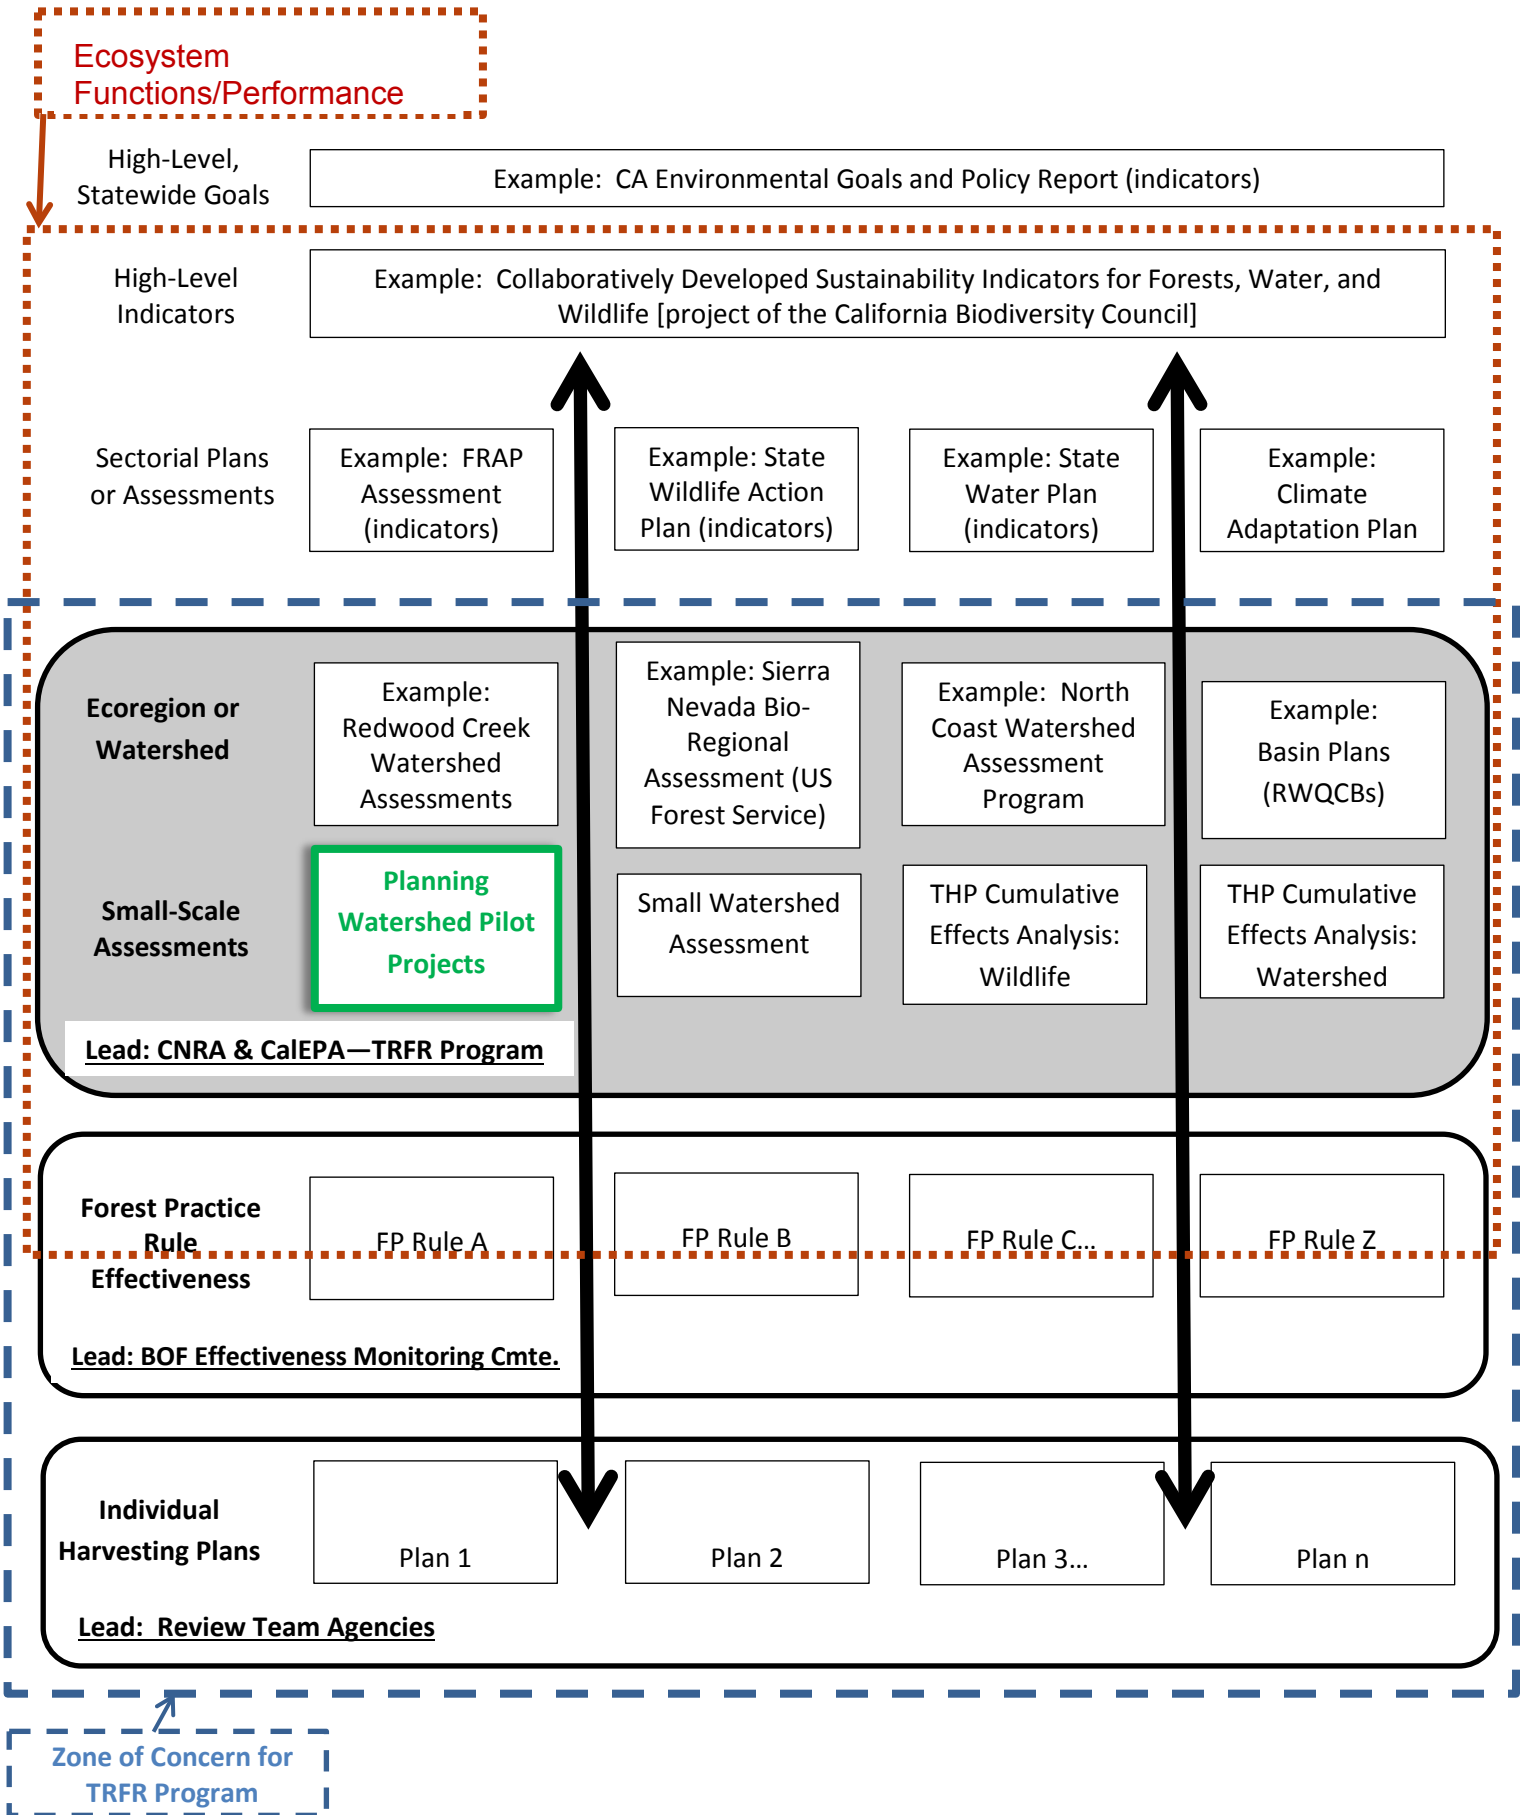 Ecosystem
Functions/Performance
High-Level,
Statewide Goals
Example:  CA Environmental Goals and Policy Report (indicators)
High-Level
Indicators
Example:  Collaboratively Developed Sustainability Indicators for Forests, Water, and
Wildlife [project of the California Biodiversity Council]
Sectorial Plans
or Assessments
Example:  FRAP
Assessment
(indicators)
Example: State
Wildlife Action
Plan (indicators)
Example: State
Water Plan
(indicators)
Example:
Climate
Adaptation Plan
Ecoregion or
Watershed
Example:
Redwood Creek
Watershed
Assessments
Example: Sierra
Nevada Bio-
Regional
Assessment (US
Forest Service)
Example:  North
Coast Watershed
Assessment
Program
Example:
Basin Plans
(RWQCBs)
Small-Scale
Assessments
Planning
Watershed Pilot
Projects
Small Watershed
Assessment
THP Cumulative
Effects Analysis:
Wildlife
THP Cumulative
Effects Analysis:
Watershed
Lead: CNRA & CalEPA—TRFR Program
Forest Practice
Rule
Effectiveness
FP Rule A
FP Rule B
FP Rule C…
FP Rule Z
Lead: BOF Effectiveness Monitoring Cmte.
Individual
Harvesting Plans
Plan 1
Plan 2
Plan 3…
Plan n
Lead:  Review Team Agencies
Zone of Concern for
TRFR Program